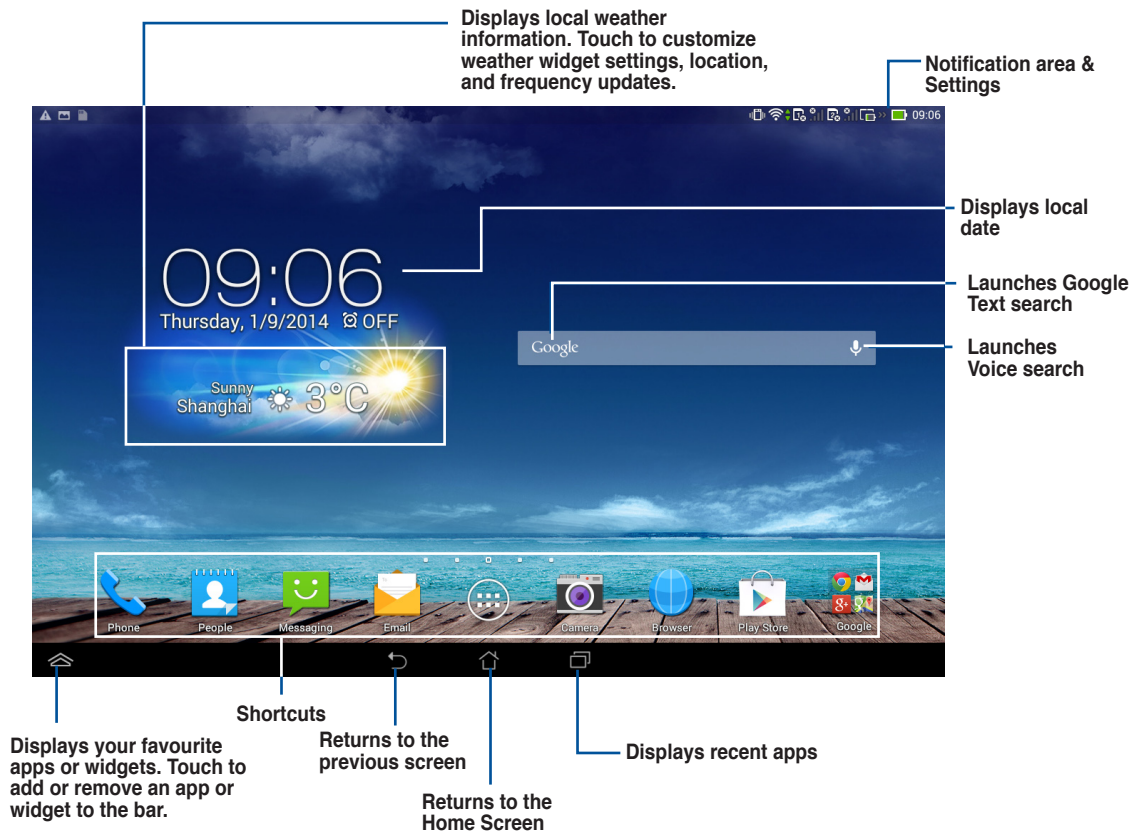 Displays local weather
information. Touch to customize
weather widget settings, location,
and frequency updates.
Notification area &
Settings
09:06
Displays local
date
09:06
Thursday, 1/9/2014 OFF
Launches Google
Text search
Google
Launches
Voice search
Sunny
Shanghai
3°C
Phone
People
Messaging
Email
Camera
Browser
Play Store
Google
Shortcuts
Displays your favourite
apps or widgets. Touch to
add or remove an app or
widget to the bar.
Returns to the
previous screen
Displays recent apps
Returns to the
Home Screen